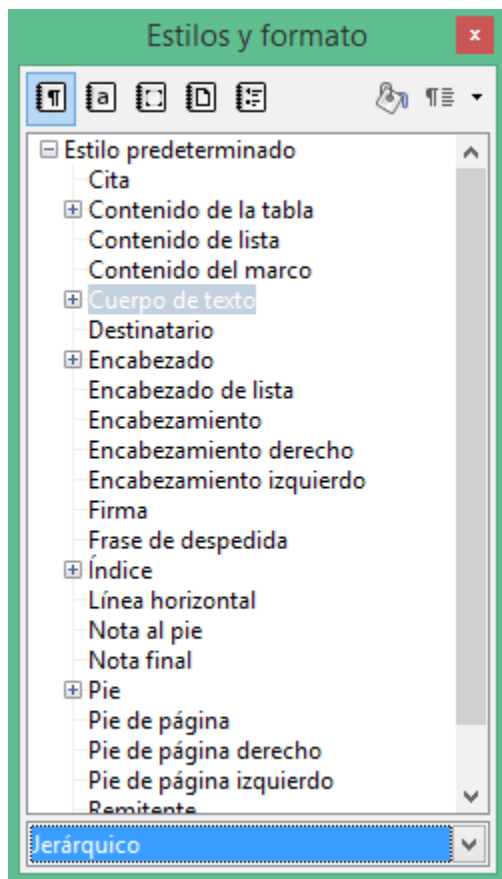 Estilos y formato
Estilo predeterminado
Cita
Contenido de la tabla
Contenido de lista
Contenido del marco
Cuerpo de texto
Destinatario
Encabezado
Encabezado de lista
Encabezamiento
Encabezamiento derecho
Encabezamiento izquierdo
Firma
Frase de despedida
Índice
Línea horizontal
Nota al pie
Nota final
Pie
Pie de página
Pie de página derecho
Pie de página izquierdo
Remitente
Jerárquico